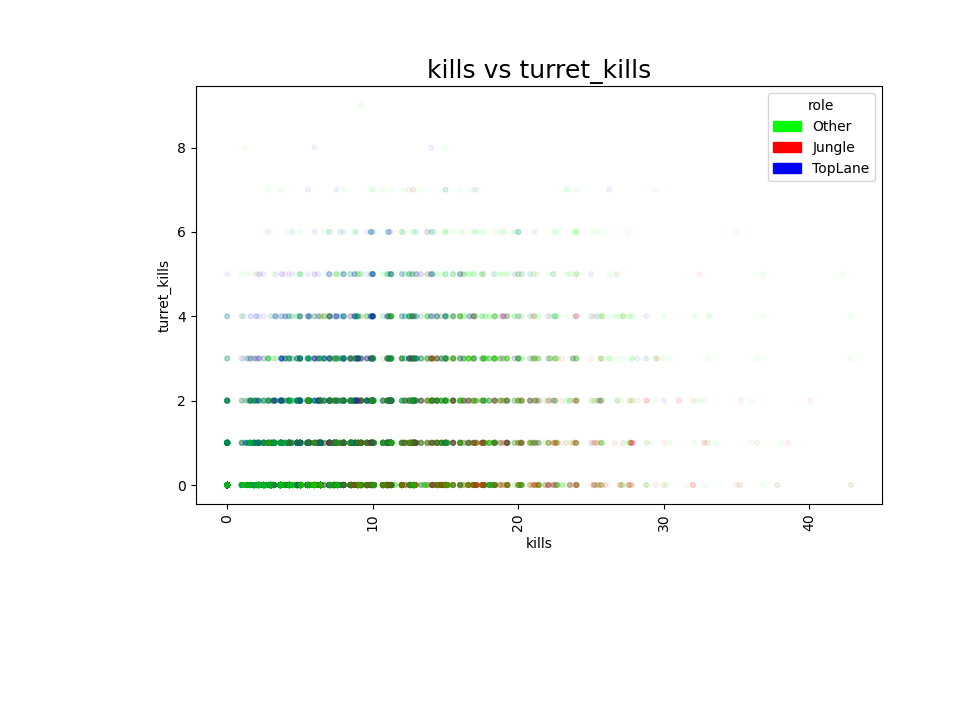 kills vs turret_kills
role
Other
Jungle
TopLane
turret_kills
8
6
4
2
0
0
10
20
30
40
kills